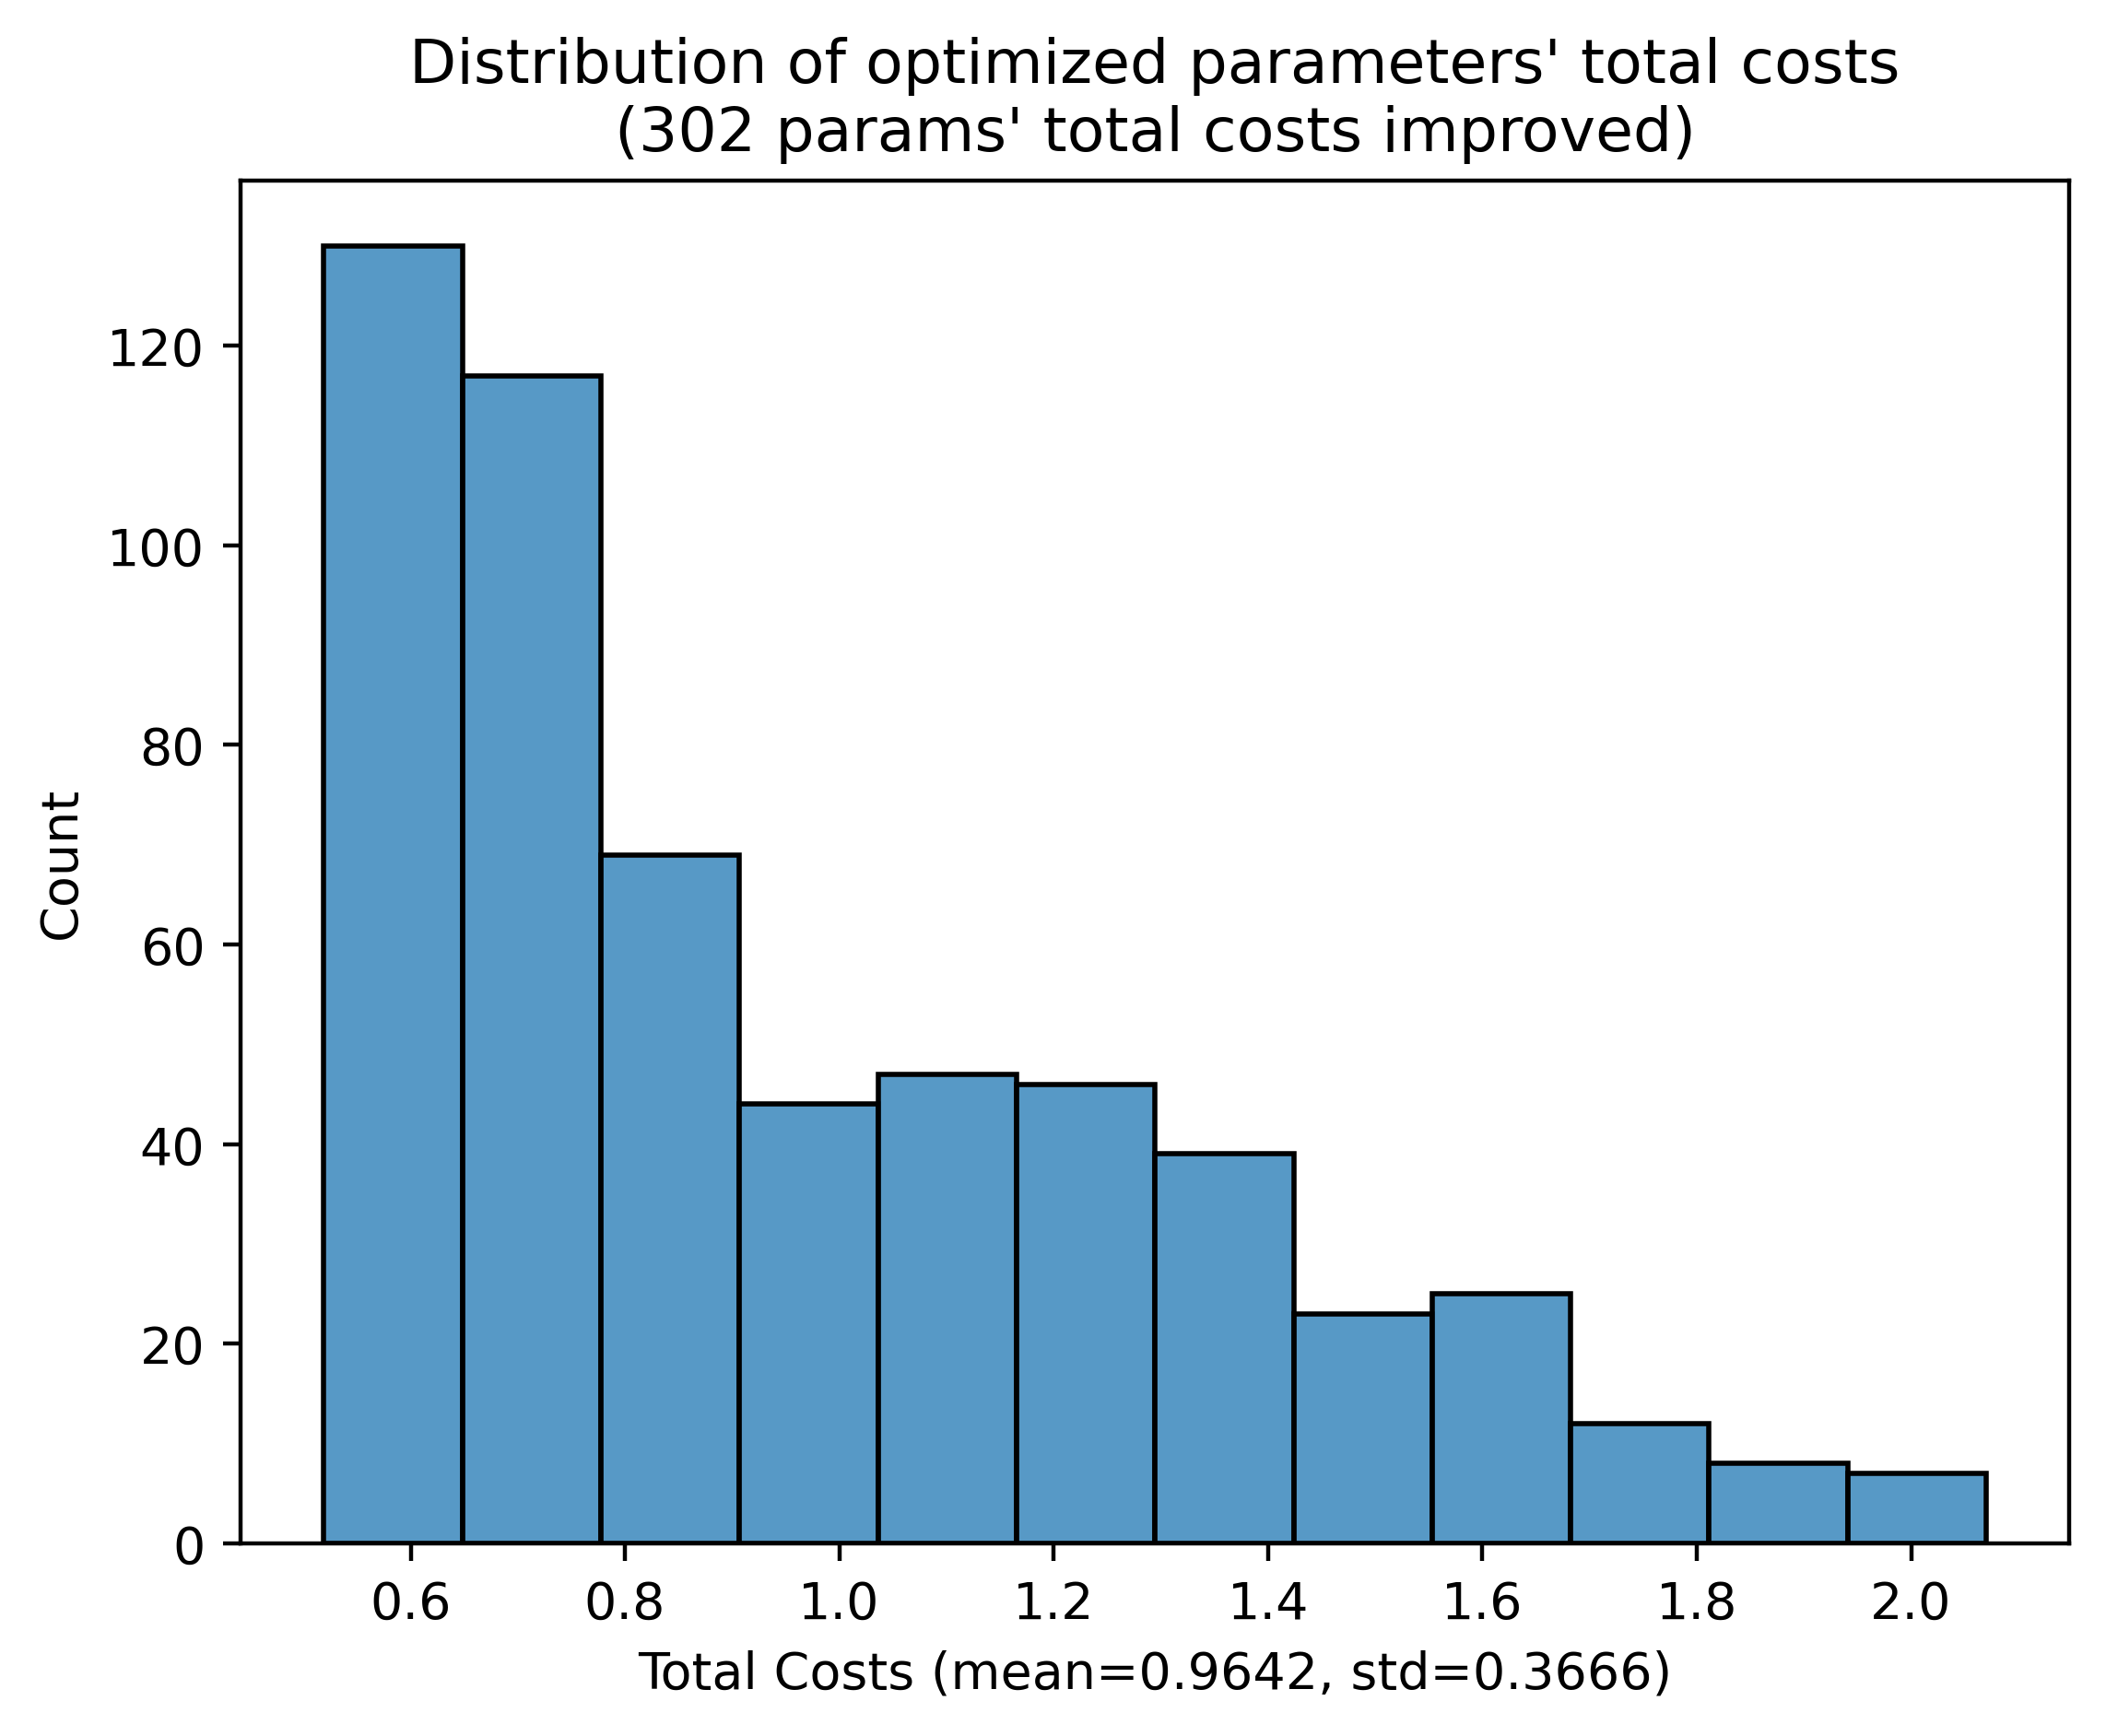 Distribution of optimized parameters' total costs
(302 params' total costs improved)
120
100
80
60
40
20
0
Count
0.6 0.8 1.0 1.2 1.4 1.6 1.8 2.0
Total Costs (mean=0.9642, std=0.3666)